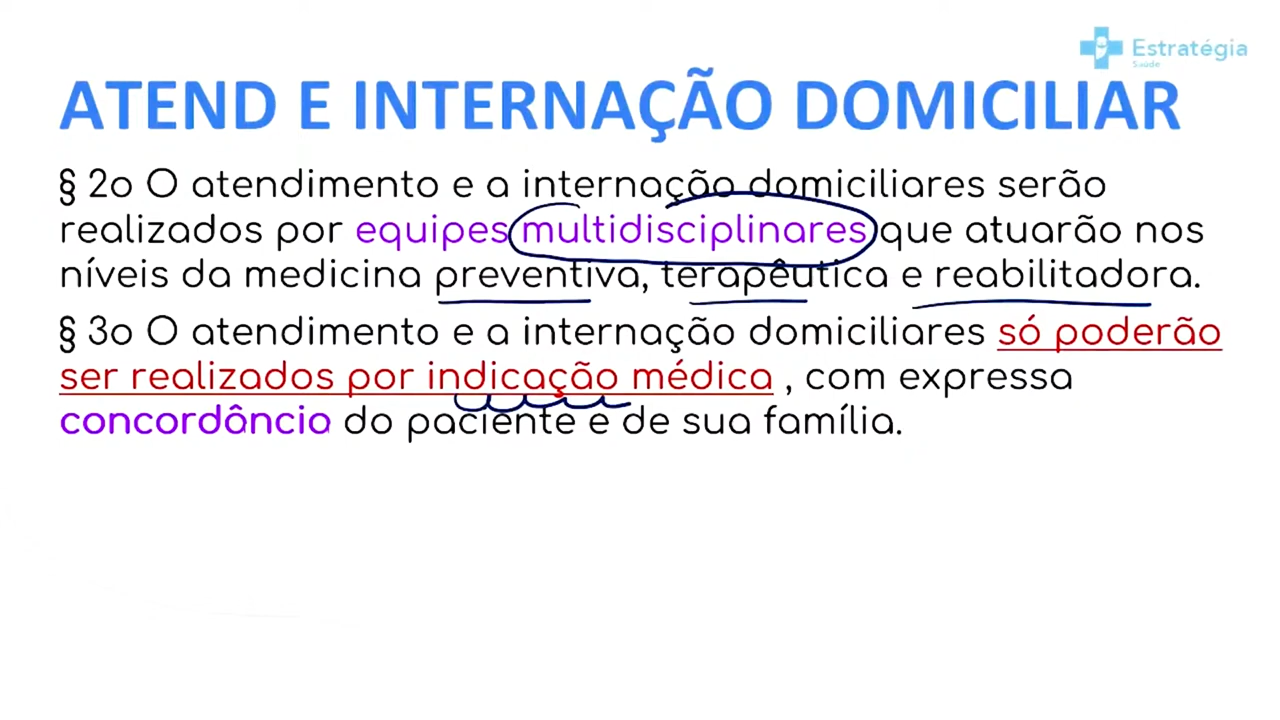 Estratégia
Saúde
ATEND E INTERNAÇÃO DOMICILIAR
§ 2o O atendimento e a internação domiciliares serão
realizados por equipes multidisciplinares que atuarão nos
níveis da medicina preventiva, terapêutica e reabilitadora.
§ 3o O atendimento e a internação domiciliares só poderão
ser realizados por indicação médica , com expressa
concordâncio do paciente e de sua família.